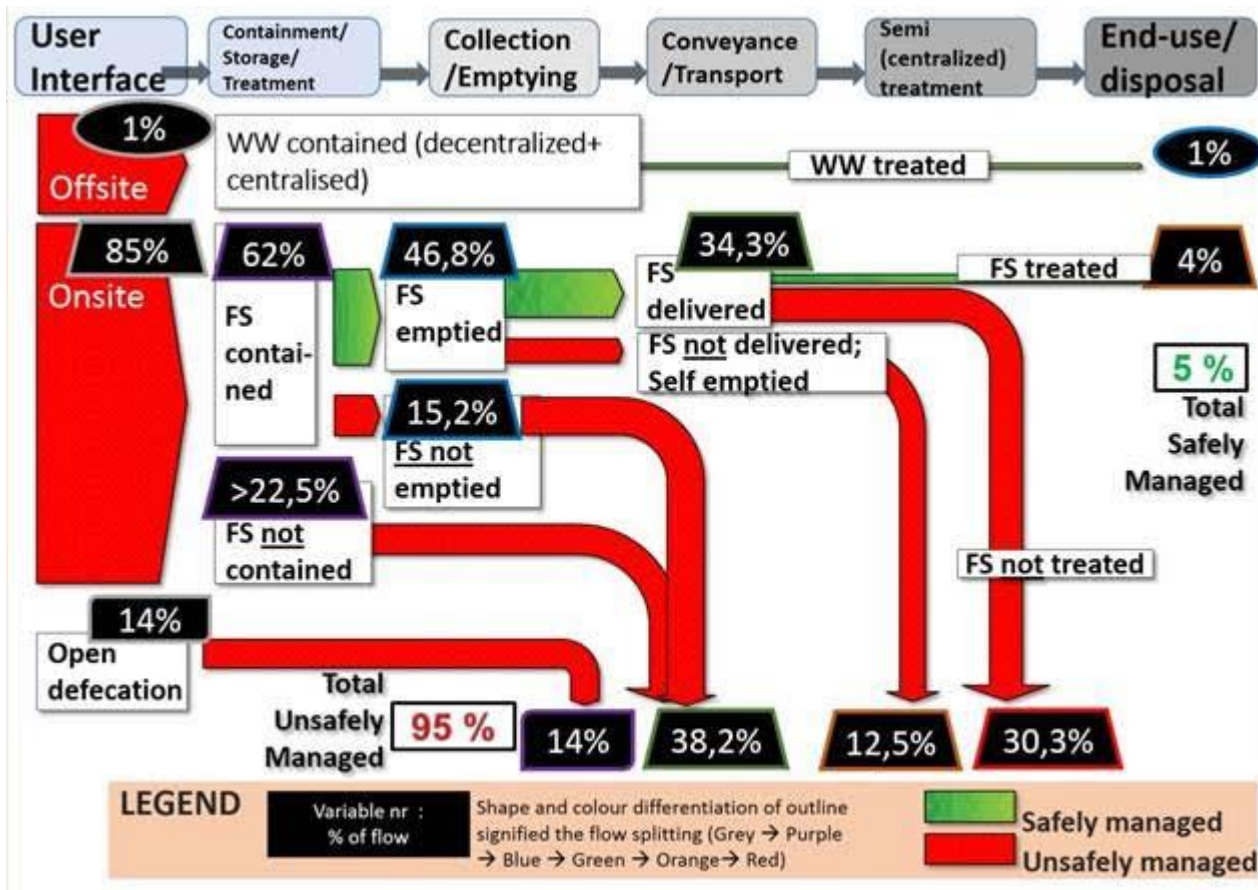 User
Interface
Containment/
Storage/
Treatment
Collection
/Emptying
Conveyance
/Transport
Semi
(centralized)
treatment
End-use/
disposal
1%
Offsite
WW contained (decentralized+
centralised)
WW treated
1%
85%
Onsite
62%
FS
contai-
ned
46,8%
FS
emptied
34,3%
FS
delivered
FS treated
4%
FS not delivered;
Self emptied
15,2%
FS not
emptied
5 %
Total
Safely
Managed
>22,5%
FS not
contained
FS not treated
14%
Open
defecation
Total
Unsafely
Managed
95 %
14%
38,2%
12,5%
30,3%
LEGEND
Variable nr :
% of flow
Shape and colour differentiation of outline
signified the flow splitting (Grey → Purple
→ Blue → Green → Orange→ Red)
Safely managed
Unsafely managed